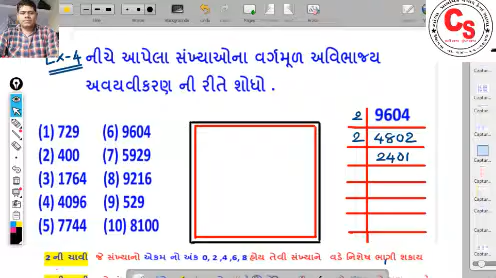 CS
Ex-4 નીચે આપેલા સંખ્યાઓના વર્ગમૂળ અવિભાજ્ય
અવયવીકરણ ની રીતે શોધો .
(1) 729 (6) 9604
(2) 400 (7) 5929
(3) 1764 (8) 9216
(4) 4096 (9) 529
(5) 7744 (10) 8100
2 9604
2 4802
2401
2 ની ચાવી જે સંખ્યાનો એકમ નો અંક 0, 2 ,4, 6, 8 હોય તેવી સંખ્યાને વડે નિશેષ ભાગી શકાય